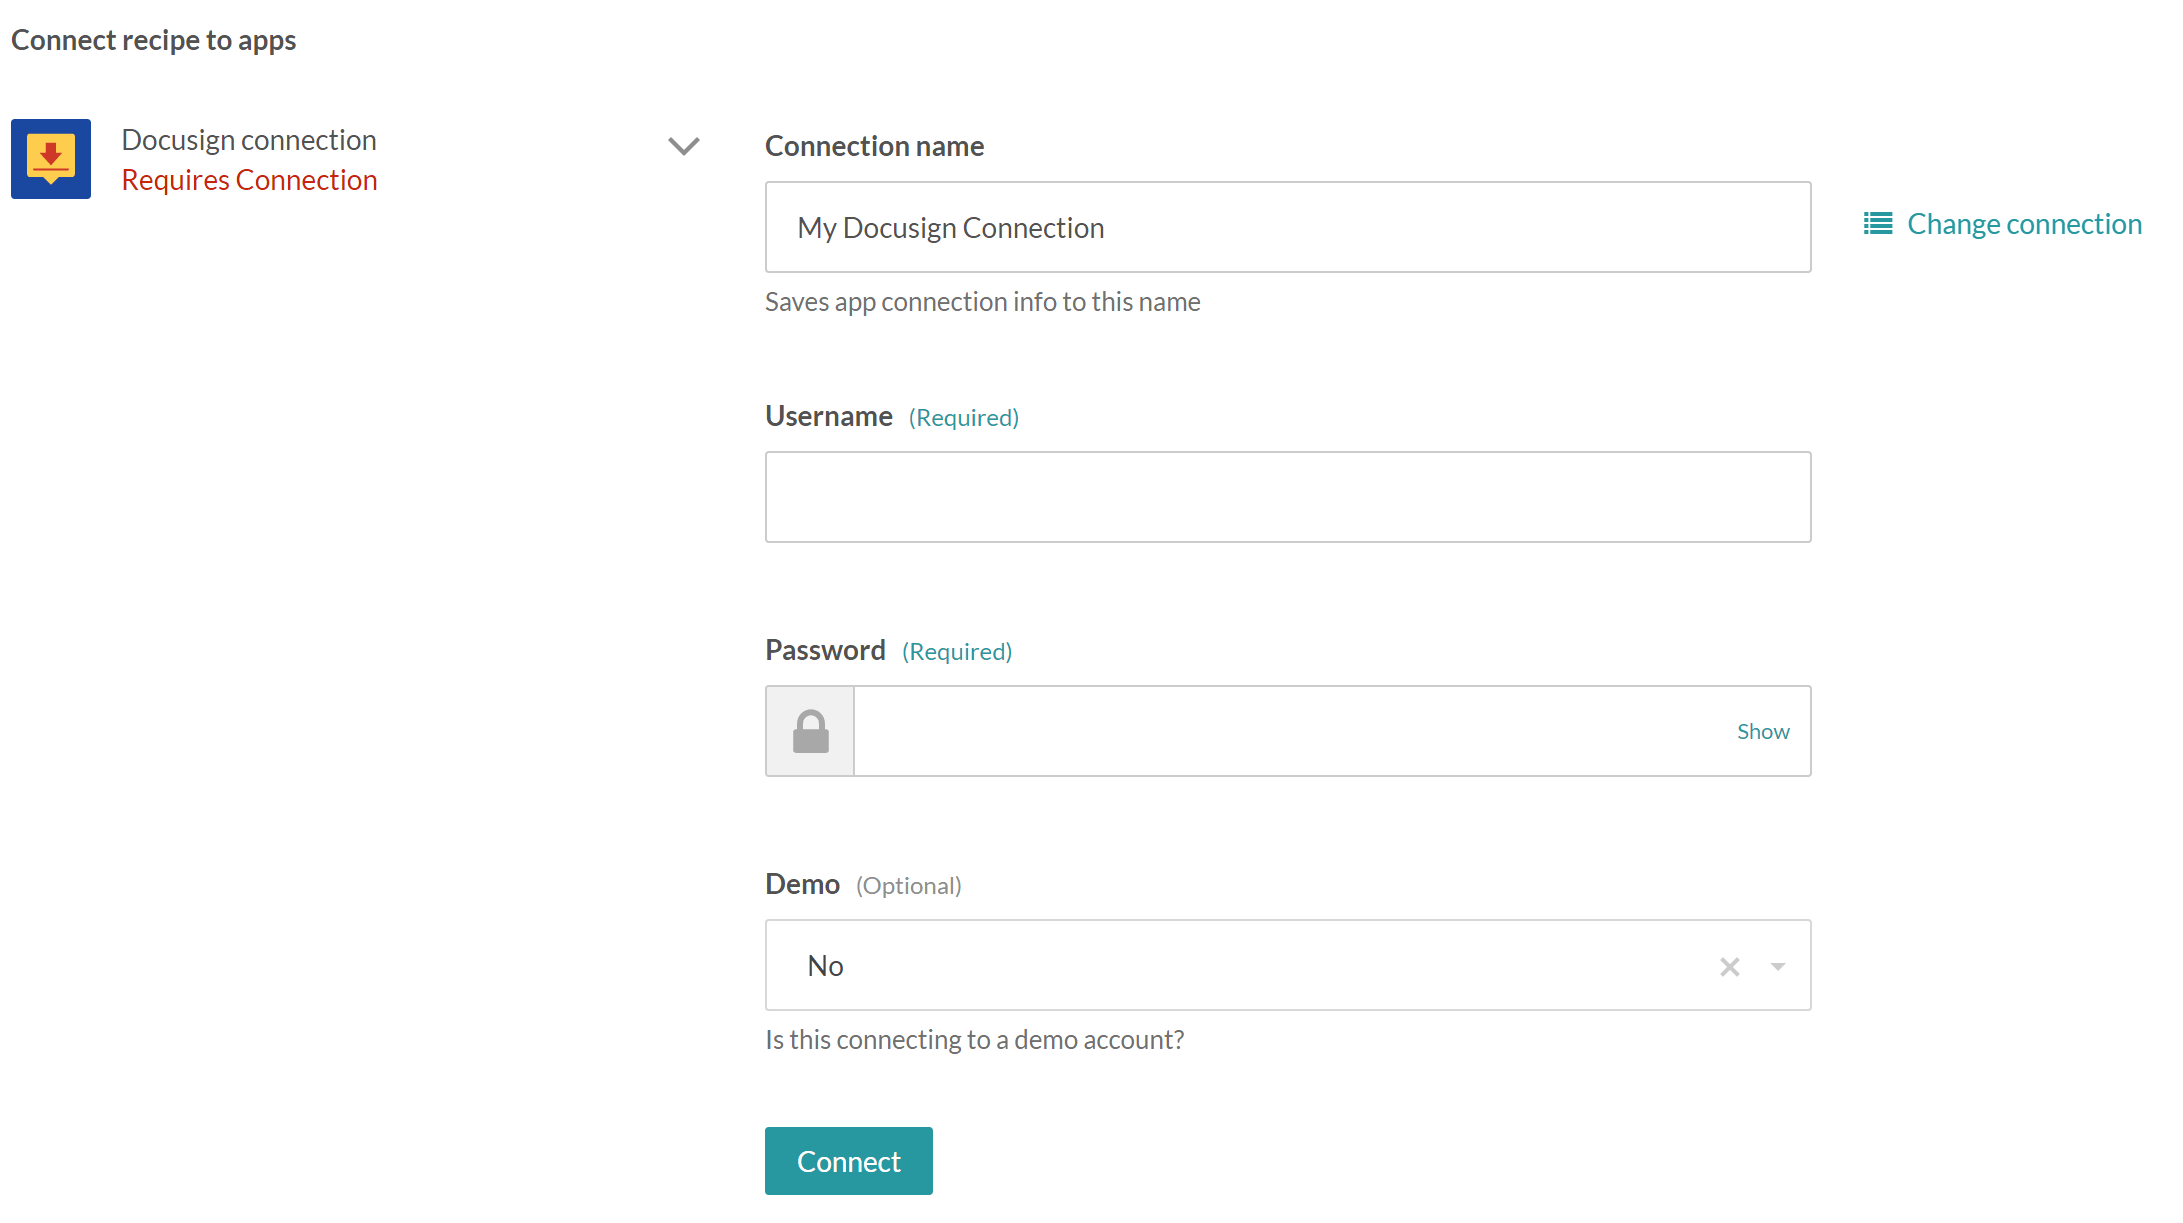 Connect recipe to apps
Docusign connection
Requires Connection
Connection name
My Docusign Connection
Change connection
Saves app connection info to this name
Username (Required)
Password (Required)
Show
Demo (Optional)
No
Is this connecting to a demo account?
Connect